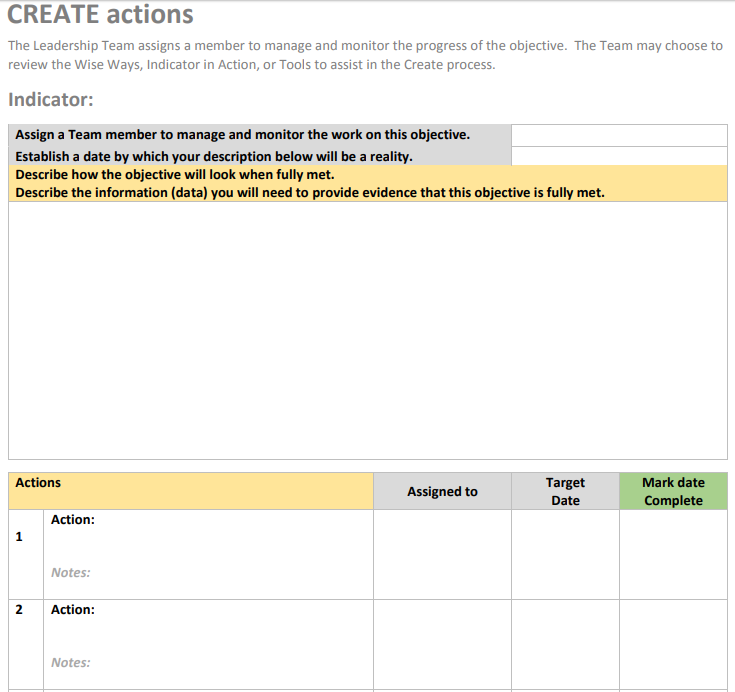 CREATE actions
The Leadership Team assigns a member to manage and monitor the progress of the objective.  The Team may choose to
review the Wise Ways, Indicator in Action, or Tools to assist in the Create process.
Indicator:
Assign a Team member to manage and monitor the work on this objective.
Establish a date by which your description below will be a reality.
Describe how the objective will look when fully met.
Describe the information (data) you will need to provide evidence that this objective is fully met.
Actions
Assigned to
Target
Date
Mark date
Complete
1
Action:
Notes:
2
Action:
Notes: